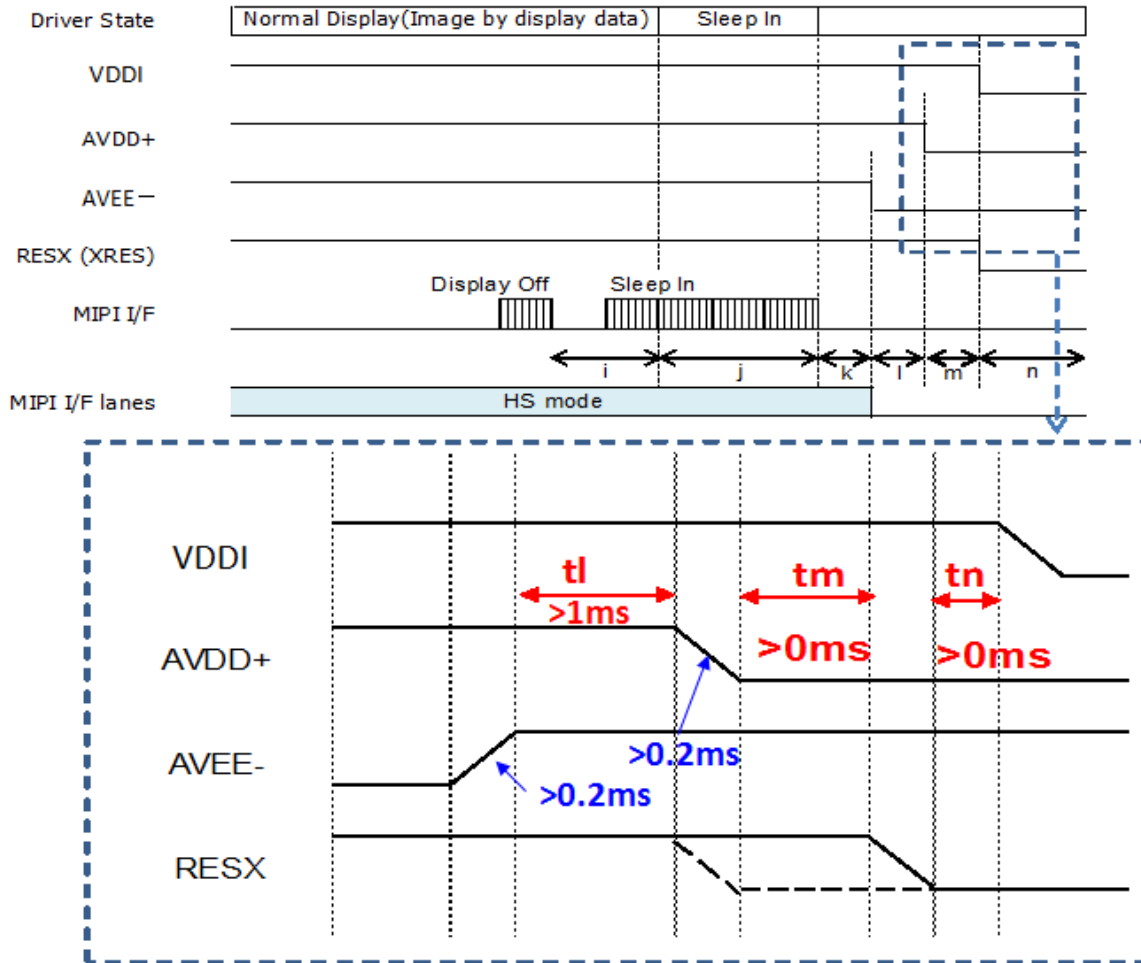 Driver State Normal Display(Image by display data) Sleep In
VDDI
AVDD+
AVEE−
RESX (XRES)
Display Off Sleep In
MIPI I/F
i j k l m n
MIPI I/F lanes HS mode
VDDI
tl tm tn
>1ms
AVDD+ >0ms >0ms
AVEE- >0.2ms
>0.2ms
RESX